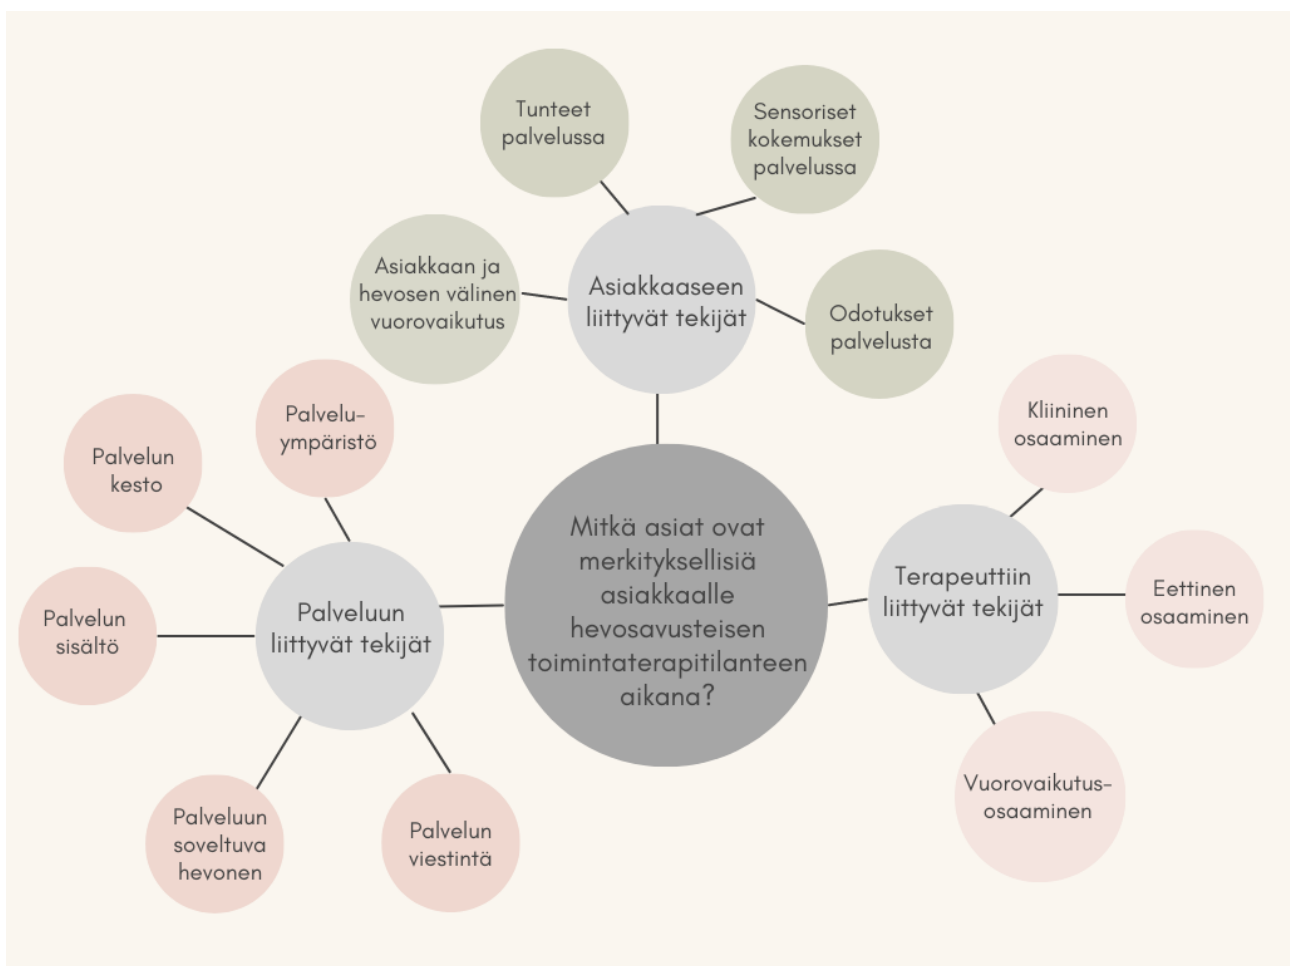 Tunteet
palvelussa
Sensoriset
kokemukset
palvelussa
Asiakkaan ja
hevosen välinen
vuorovaikutus
Asiakkaaseen
liittyvät tekijät
Odotukset
palvelusta
Palvelu-
ympäristö
Palvelun
kesto
Kliininen
osaaminen
Mitkä asiat ovat
merkityksellisiä
asiakkaalle
hevosavusteisen
toimintaterapitilanteen
aikana?
Terapeuttiin
liittyvät tekijät
Eettinen
osaaminen
Palveluun
liittyvät tekijät
Palvelun
sisältö
Vuorovaikutus-
osaaminen
Palveluun
soveltuva
hevonen
Palvelun
viestintä